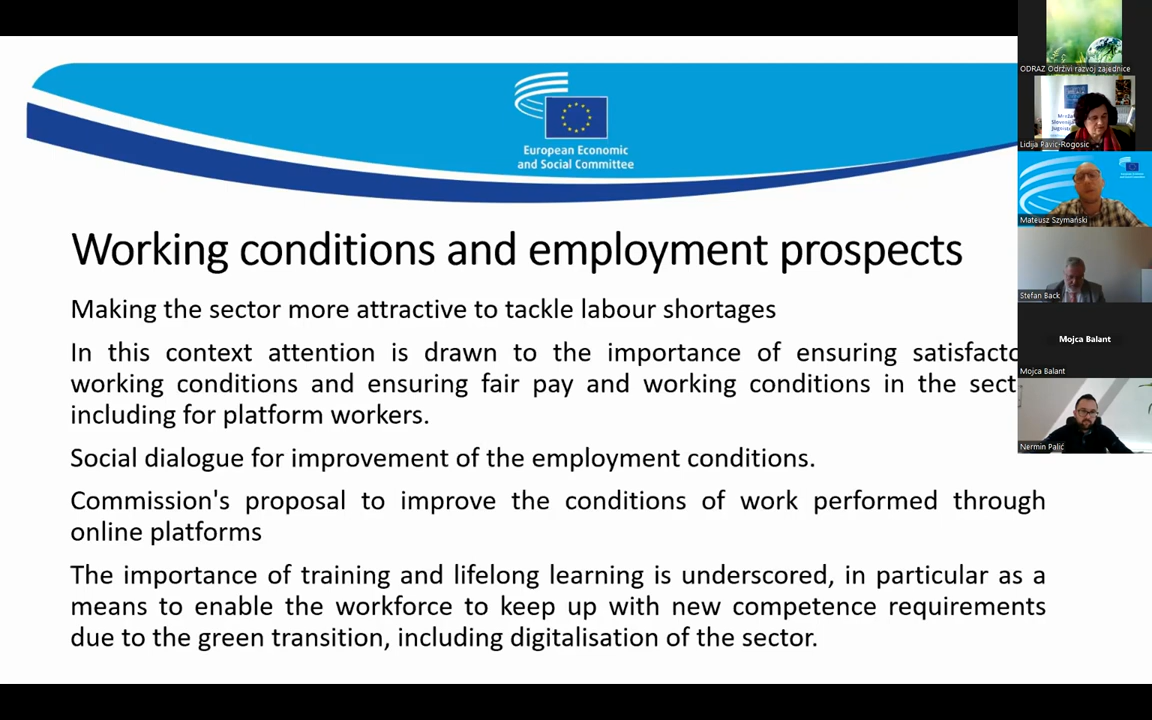 European Economic
and Social Committee
Working conditions and employment prospects
Making the sector more attractive to tackle labour shortages
In this context attention is drawn to the importance of ensuring satisfacto
working conditions and ensuring fair pay and working conditions in the sect
including for platform workers.
Social dialogue for improvement of the employment conditions.
Commission's proposal to improve the conditions of work performed through
online platforms
The importance of training and lifelong learning is underscored, in particular as a
means to enable the workforce to keep up with new competence requirements
due to the green transition, including digitalisation of the sector.
ODRAZ Održivi razvoj zajednice
Lidija Pavic-Rogosic
Mateusz Szymański
Stefan Back
Mojca Balant
Mojca Balant
Nermin Palić